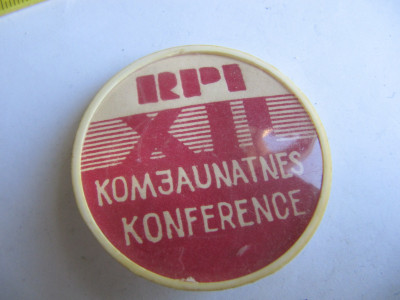 RPI
XII
KOMJAUNATNES
KONFERENCE